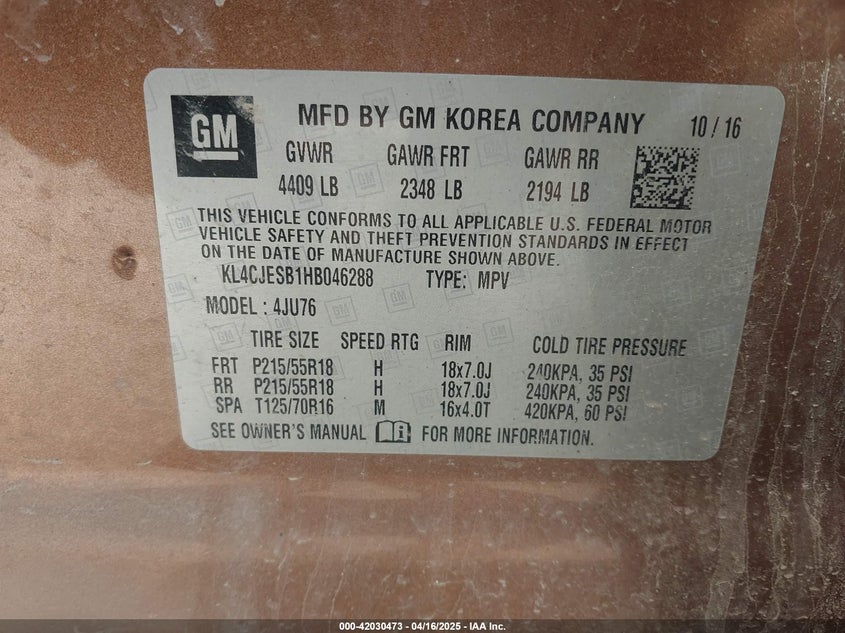 GM MFD BY GM KOREA COMPANY 10 / 16
GVWR GAWR FRT GAWR RR
4409 LB 2348 LB 2194 LB
THIS VEHICLE CONFORMS TO ALL APPLICABLE U.S. FEDERAL MOTOR
VEHICLE SAFETY AND THEFT PREVENTION STANDARDS IN EFFECT
ON THE DATE OF MANUFACTURE SHOWN ABOVE.
KL4CJESB1HB046288 TYPE: MPV
MODEL : 4JU76
TIRE SIZE SPEED RTG RIM COLD TIRE PRESSURE
FRT P215/55R18 H 18x7.0J 240KPA, 35 PSI
RR P215/55R18 H 18x7.0J 240KPA, 35 PSI
SPA T125/70R16 M 16x4.0T 420KPA, 60 PSI
SEE OWNER'S MANUAL i FOR MORE INFORMATION.
000-42030473 - 04/16/2025 - IAA Inc.